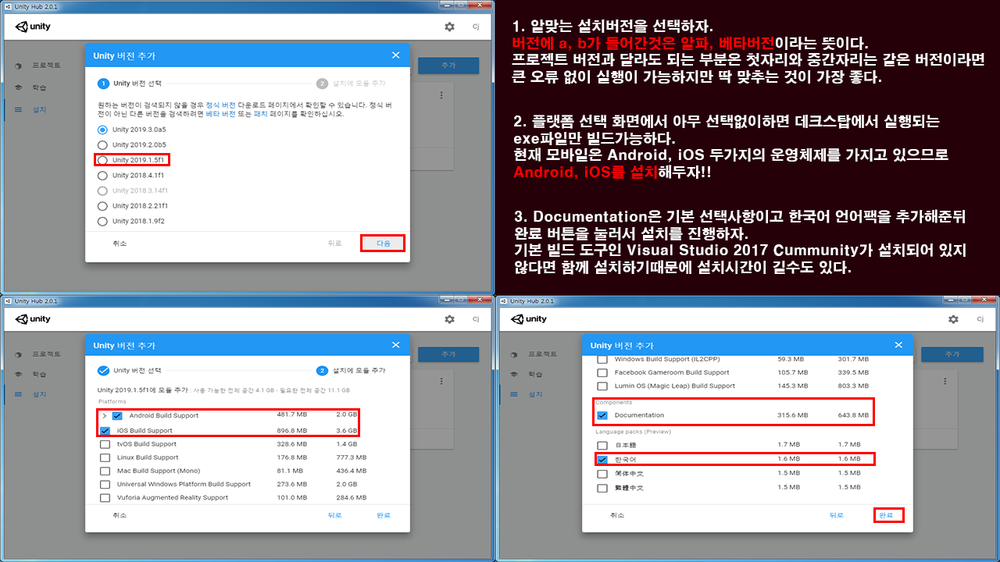 Unity Hub 2.0.1
unity
CJ
프로젝트
학습
설치
추가
Unity 버전 추가
1 Unity 버전 선택
2 설치에 모듈 추가
원하는 버전이 검색되지 않을 경우 정식 버전 다운로드 페이지에서 확인할 수 있습니다. 정식 버
전이 아닌 다른 버전을 검색하려면 베타 버전 또는 패치 페이지를 확인하십시오.
Unity 2019.3.0a5
Unity 2019.2.0b5
Unity 2019.1.5f1
Unity 2018.4.1f1
Unity 2018.3.14f1
Unity 2018.2.21f1
Unity 2018.1.9f2
취소
뒤로
다음
1. 알맞는 설치버전을 선택하자.
버전에 a, b가 들어간것은 알파, 베타버전이라는 뜻이다.
프로젝트 버전과 달라도 되는 부분은 첫자리와 중간자리는 같은 버전이라면
큰 오류 없이 실행이 가능하지만 딱 맞추는 것이 가장 좋다.
2. 플랫폼 선택 화면에서 아무 선택없이하면 데크스탑에서 실행되는
exe파일만 빌드가능하다.
현재 모바일은 Android, iOS 두가지의 운영체제를 가지고 있으므로
Android, iOS를 설치해두자!!
3. Documentation은 기본 선택사항이고 한국어 언어팩을 추가해준뒤
완료 버튼을 눌러서 설치를 진행하자.
기본 빌드 도구인 Visual Studio 2017 Cummunity가 설치되어 있지
않다면 함께 설치하기때문에 설치시간이 길수도 있다.
Unity Hub 2.0.1
unity
CJ
프로젝트
학습
설치
추가
Unity 버전 추가
Unity 버전 선택
2 설치에 모듈 추가
Unity 2019.1.5f1에 모듈 추가 : 사용 가능한 전체 공간 4.1 GB - 필요한 전체 공간 11.1 GB
Platforms
Android Build Support 481.7 MB 2.0 GB
iOS Build Support 896.8 MB 3.6 GB
tvOS Build Support 328.6 MB 1.4 GB
Linux Build Support 176.8 MB 777.3 MB
Mac Build Support (Mono) 81.1 MB 436.4 MB
Universal Windows Platform Build Support 273.6 MB 2.0 GB
Vuforia Augmented Reality Support 101.0 MB 284.6 MB
취소
뒤로
완료
Unity Hub 2.0.1
unity
CJ
프로젝트
학습
설치
추가
Unity 버전 추가
Windows Build Support (IL2CPP) 59.3 MB 301.7 MB
Facebook Gameroom Build Support 105.7 MB 339.5 MB
Lumin OS (Magic Leap) Build Support 145.3 MB 803.3 MB
Components
Documentation 315.6 MB 643.8 MB
Language packs (Preview)
日本語 1.7 MB 1.7 MB
한국어 1.6 MB 1.6 MB
简体中文 1.5 MB 1.5 MB
繁體中文 1.5 MB 1.5 MB
취소
뒤로
완료